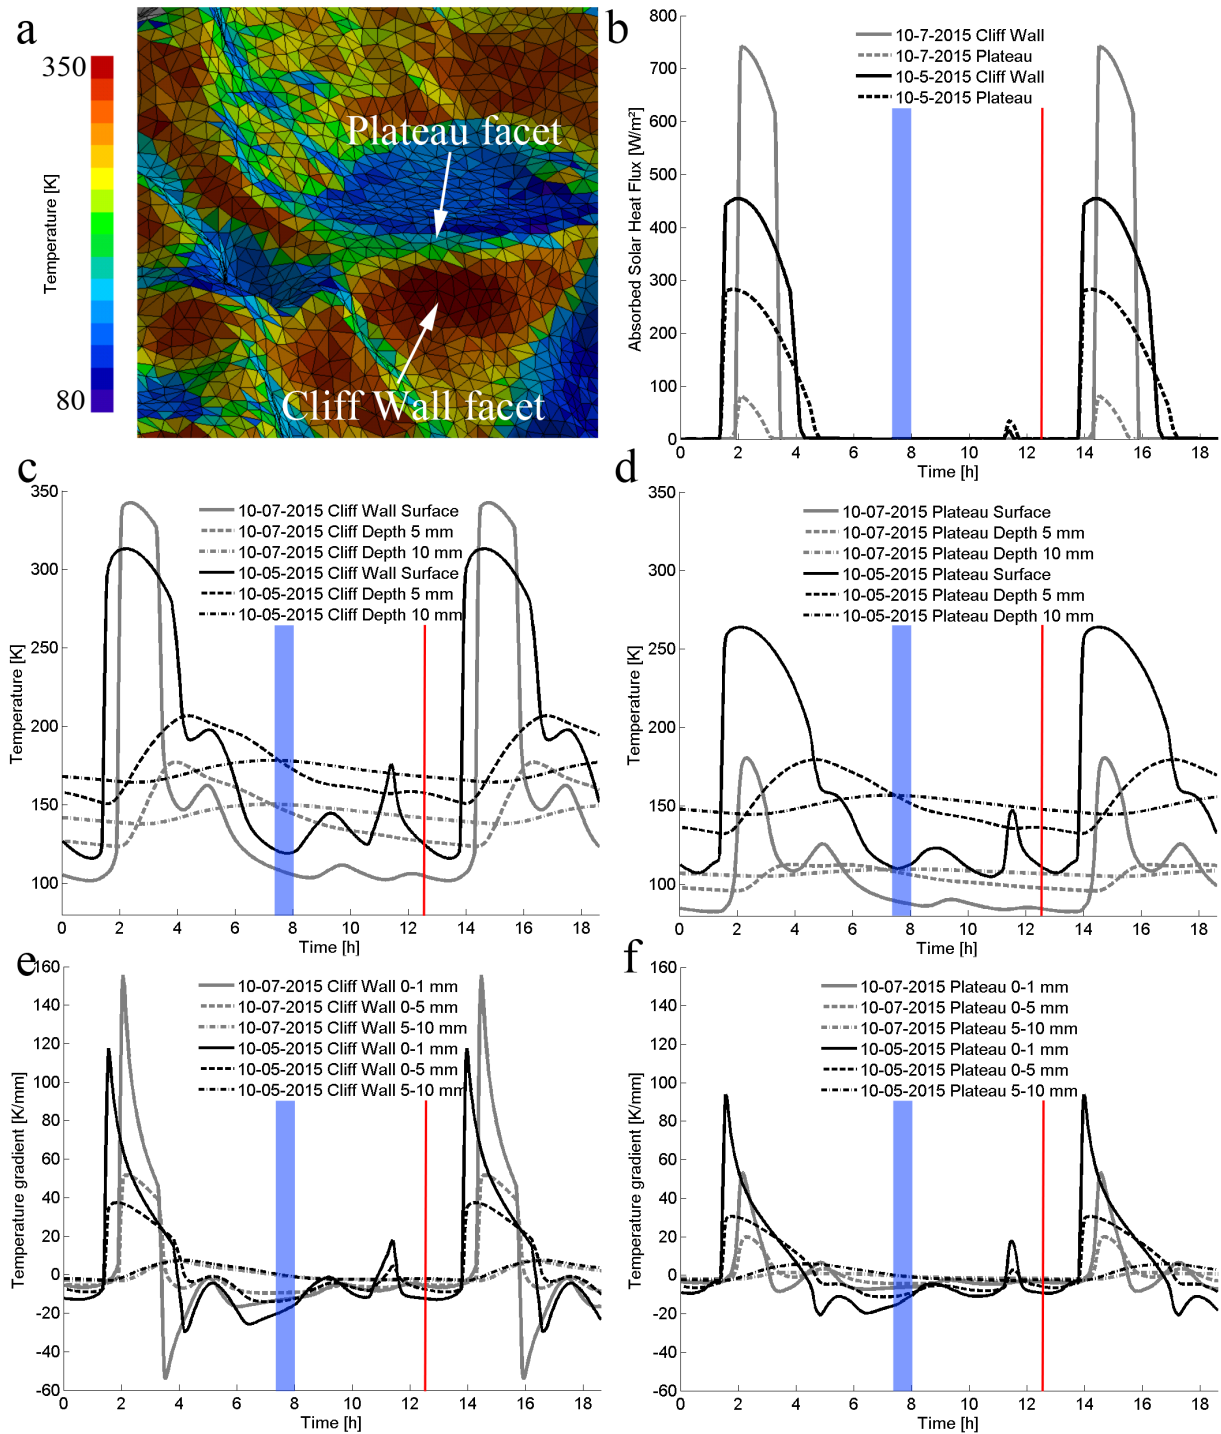 a
350
Temperature [K]
80
Plateau facet
Cliff Wall facet
b
10-7-2015 Cliff Wall
10-7-2015 Plateau
10-5-2015 Cliff Wall
10-5-2015 Plateau
Absorbed Solar Heat Flux [W/m²]
800
700
600
500
400
300
200
100
0
0 2 4 6 8 10 12 14 16 18
Time [h]
c
10-07-2015 Cliff Wall Surface
10-07-2015 Cliff Depth 5 mm
10-07-2015 Cliff Depth 10 mm
10-05-2015 Cliff Wall Surface
10-05-2015 Cliff Depth 5 mm
10-05-2015 Cliff Depth 10 mm
Temperature [K]
350
300
250
200
150
100
0 2 4 6 8 10 12 14 16 18
Time [h]
d
10-07-2015 Plateau Surface
10-07-2015 Plateau Depth 5 mm
10-07-2015 Plateau Depth 10 mm
10-05-2015 Plateau Surface
10-05-2015 Plateau Depth 5 mm
10-05-2015 Plateau Depth 10 mm
Temperature [K]
350
300
250
200
150
100
0 2 4 6 8 10 12 14 16 18
Time [h]
e
10-07-2015 Cliff Wall 0-1 mm
10-07-2015 Cliff Wall 0-5 mm
10-07-2015 Cliff Wall 5-10 mm
10-05-2015 Cliff Wall 0-1 mm
10-05-2015 Cliff Wall 0-5 mm
10-05-2015 Cliff Wall 5-10 mm
Temperature gradient [K/mm]
160
140
120
100
80
60
40
20
0
-20
-40
-60
0 2 4 6 8 10 12 14 16 18
Time [h]
f
10-07-2015 Plateau 0-1 mm
10-07-2015 Plateau 0-5 mm
10-07-2015 Plateau 5-10 mm
10-05-2015 Plateau 0-1 mm
10-05-2015 Plateau 0-5 mm
10-05-2015 Plateau 5-10 mm
Temperature gradient [K/mm]
160
140
120
100
80
60
40
20
0
-20
-40
-60
0 2 4 6 8 10 12 14 16 18
Time [h]